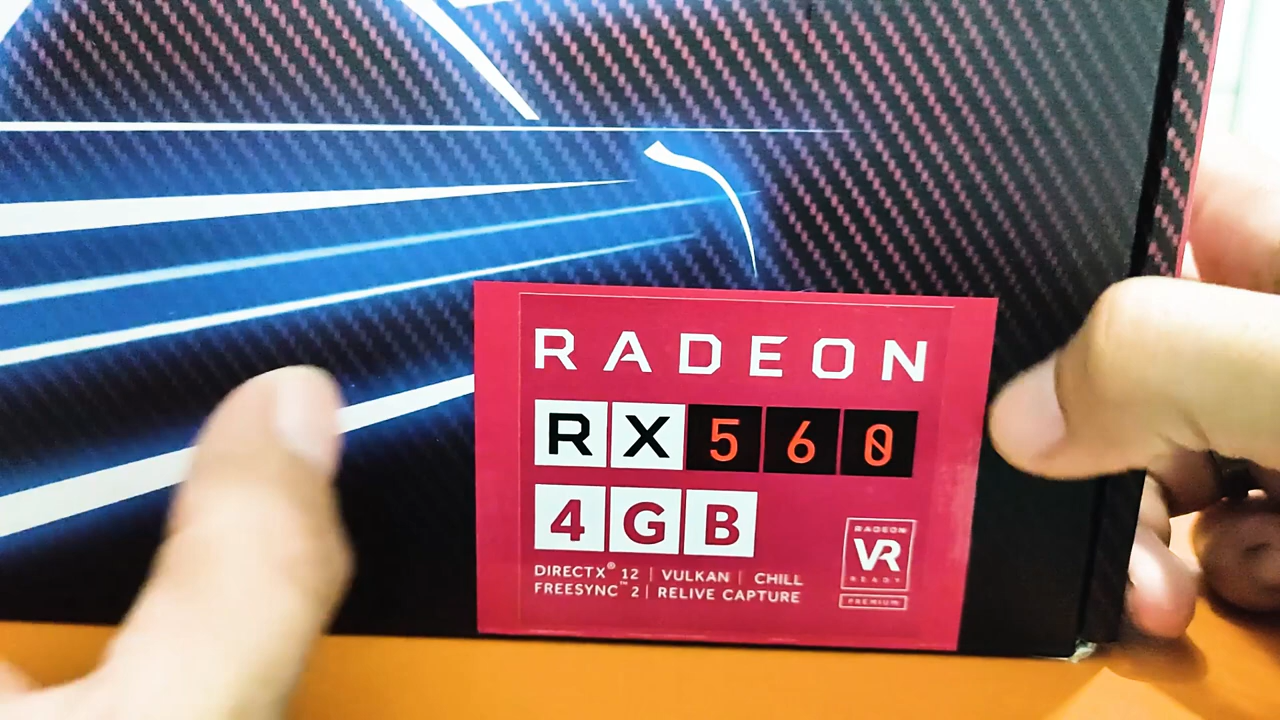 RADEON
RX 560
4GB
DIRECTX® 12 | VULKAN | CHILL
FREESYNC™ 2 | RELIVE CAPTURE
RADEON
VR
READY
PREMIUM